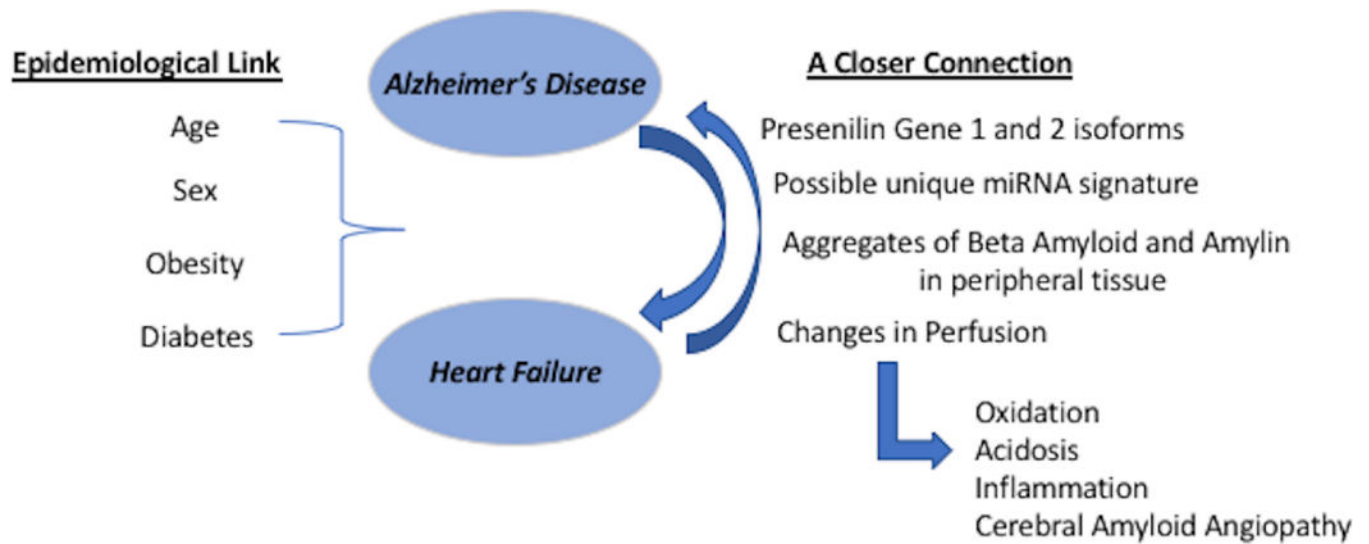 Epidemiological Link
Age
Sex
Obesity
Diabetes
Alzheimer's Disease
Heart Failure
A Closer Connection
Presenilin Gene 1 and 2 isoforms
Possible unique miRNA signature
Aggregates of Beta Amyloid and Amylin
in peripheral tissue
Changes in Perfusion
Oxidation
Acidosis
Inflammation
Cerebral Amyloid Angiopathy